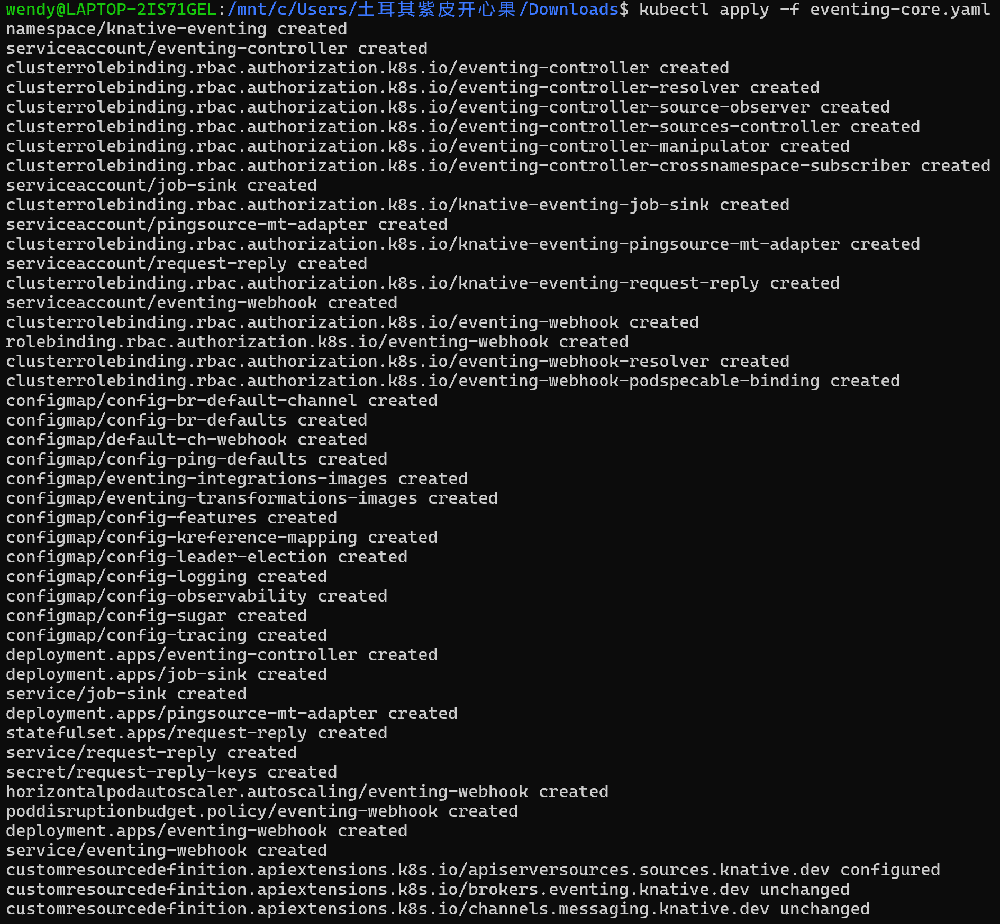 wendy@LAPTOP-2IS71GEL:/mnt/c/Users/土耳其紫皮开心果/Downloads$ kubectl apply -f eventing-core.yaml
namespace/knative-eventing created
serviceaccount/eventing-controller created
clusterrolebinding.rbac.authorization.k8s.io/eventing-controller created
clusterrolebinding.rbac.authorization.k8s.io/eventing-controller-resolver created
clusterrolebinding.rbac.authorization.k8s.io/eventing-controller-source-observer created
clusterrolebinding.rbac.authorization.k8s.io/eventing-controller-sources-controller created
clusterrolebinding.rbac.authorization.k8s.io/eventing-controller-manipulator created
clusterrolebinding.rbac.authorization.k8s.io/eventing-controller-crossnamespace-subscriber created
serviceaccount/job-sink created
clusterrolebinding.rbac.authorization.k8s.io/knative-eventing-job-sink created
serviceaccount/pingsource-mt-adapter created
clusterrolebinding.rbac.authorization.k8s.io/knative-eventing-pingsource-mt-adapter created
serviceaccount/request-reply created
clusterrolebinding.rbac.authorization.k8s.io/knative-eventing-request-reply created
serviceaccount/eventing-webhook created
clusterrolebinding.rbac.authorization.k8s.io/eventing-webhook created
rolebinding.rbac.authorization.k8s.io/eventing-webhook created
clusterrolebinding.rbac.authorization.k8s.io/eventing-webhook-resolver created
clusterrolebinding.rbac.authorization.k8s.io/eventing-webhook-podspecable-binding created
configmap/config-br-default-channel created
configmap/config-br-defaults created
configmap/default-ch-webhook created
configmap/config-ping-defaults created
configmap/eventing-integrations-images created
configmap/eventing-transformations-images created
configmap/config-features created
configmap/config-kreference-mapping created
configmap/config-leader-election created
configmap/config-logging created
configmap/config-observability created
configmap/config-sugar created
configmap/config-tracing created
deployment.apps/eventing-controller created
deployment.apps/job-sink created
service/job-sink created
deployment.apps/pingsource-mt-adapter created
statefulset.apps/request-reply created
service/request-reply created
secret/request-reply-keys created
horizontalpodautoscaler.autoscaling/eventing-webhook created
poddisruptionbudget.policy/eventing-webhook created
deployment.apps/eventing-webhook created
service/eventing-webhook created
customresourcedefinition.apiextensions.k8s.io/apiserversources.sources.knative.dev configured
customresourcedefinition.apiextensions.k8s.io/brokers.eventing.knative.dev unchanged
customresourcedefinition.apiextensions.k8s.io/channels.messaging.knative.dev unchanged